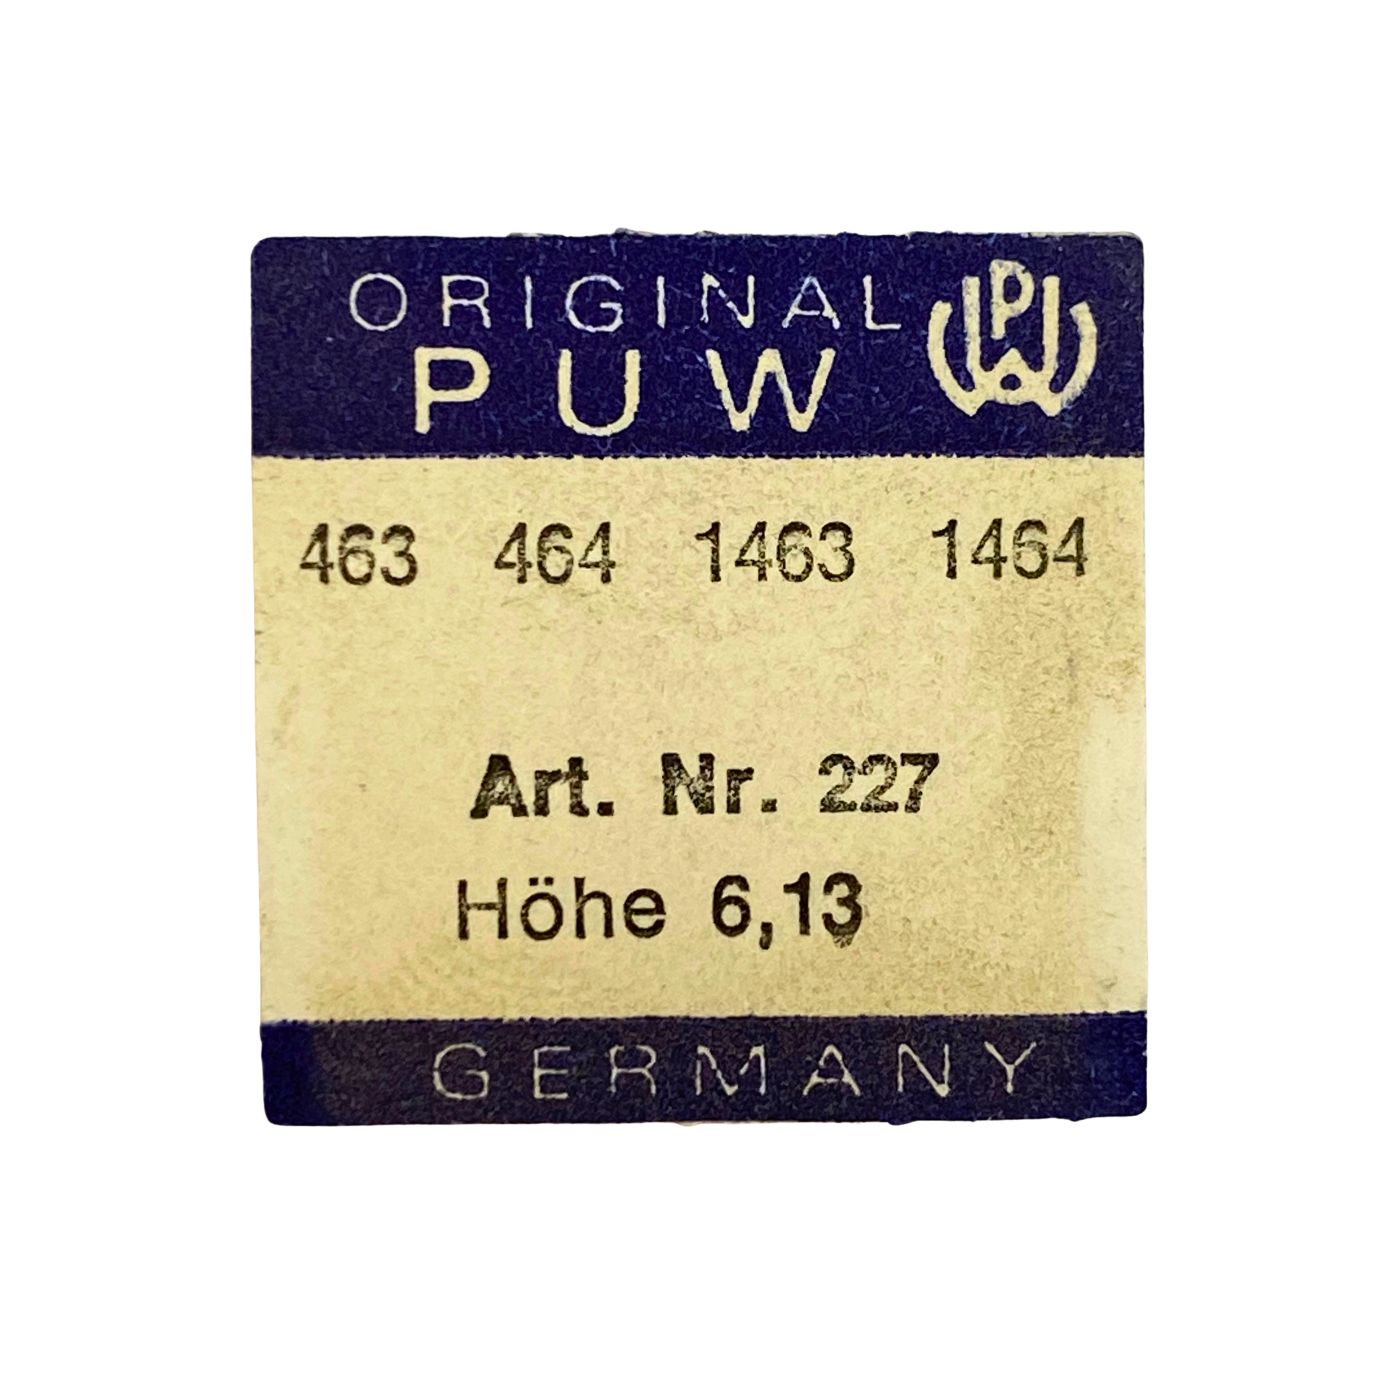 ORIGINAL
PUW
463 464 1463 1464
Art. Nr. 227
Höhe 6,13
GERMANY